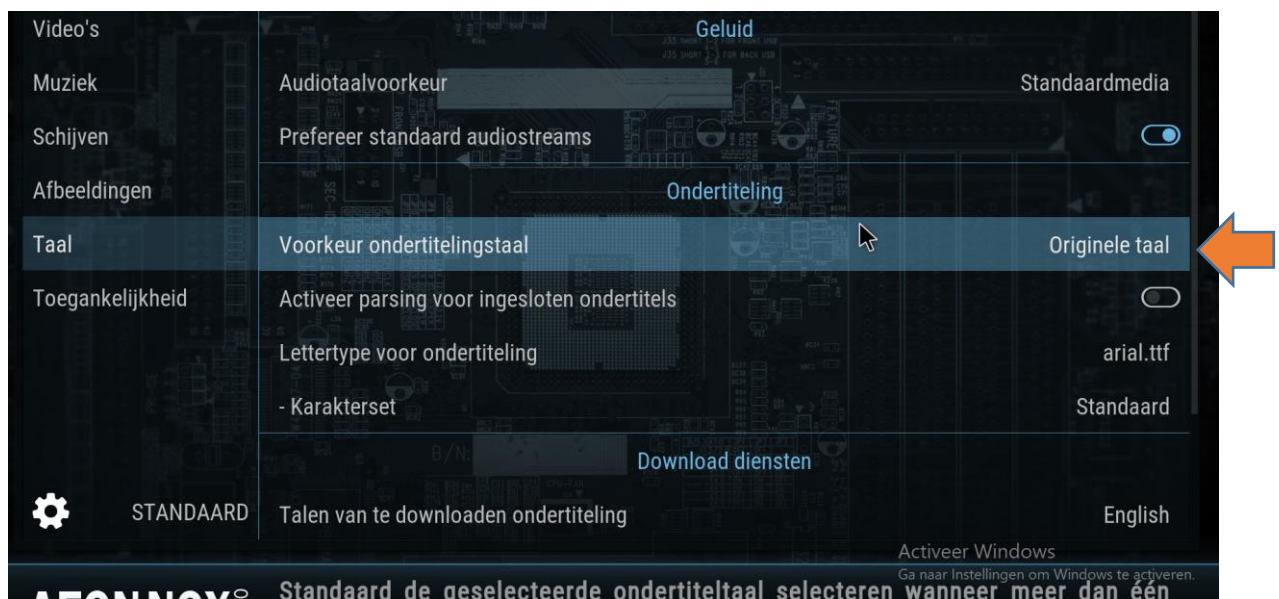 Video's
Muziek
Schijven
Afbeeldingen
Taal
Toegankelijkheid
STANDAARD
Geluid
Audiotaalvoorkeur Standaardmedia
Prefereer standaard audiostreams
Ondertiteling
Voorkeur ondertitelingstaal Originele taal
Activeer parsing voor ingesloten ondertitels
Lettertype voor ondertiteling arial.ttf
- Karakterset Standaard
Download diensten
Talen van te downloaden ondertiteling English
Activeer Windows
Ga naar Instellingen om Windows te activeren.
AEON NOX
Standaard de geselecteerde ondertiteltaal selecteren wanneer meer dan één